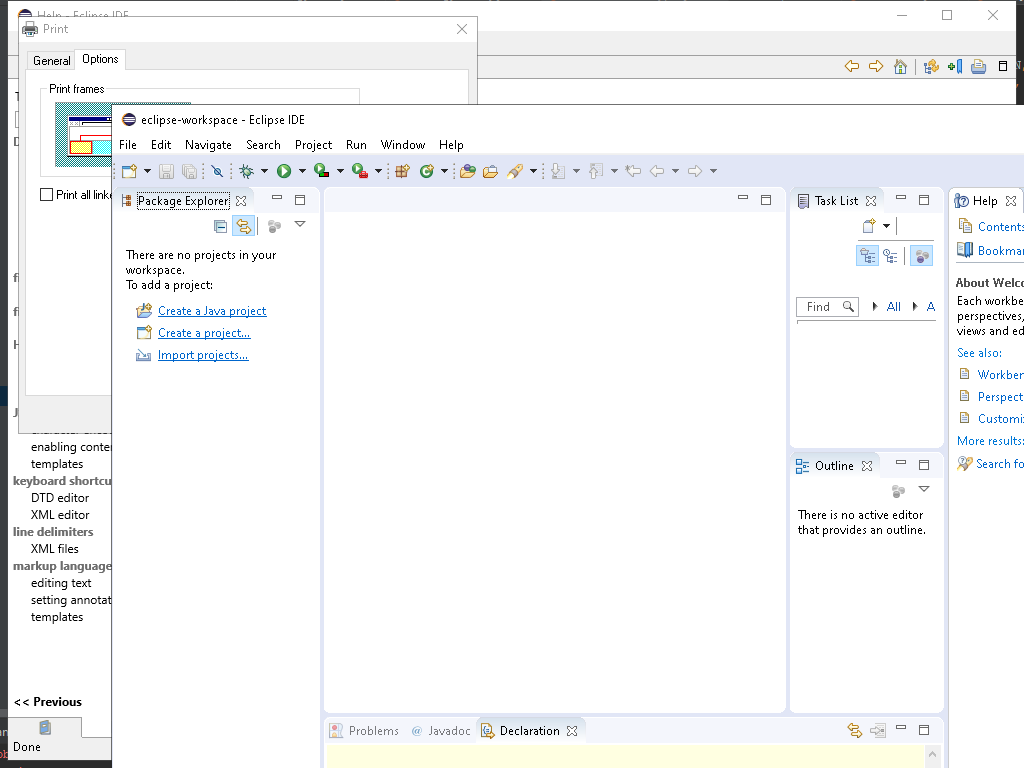 Help - Eclipse IDE
Print
General
Options
Print frames
Print all linke
eclipse-workspace - Eclipse IDE
File Edit Navigate Search Project Run Window Help
Package Explorer
There are no projects in your
workspace.
To add a project:
Create a Java project
Create a project...
Import projects...
Task List
Find
All
A
Outline
There is no active editor
that provides an outline.
Help
Contents
Bookmar
About Welco
Each workbe
perspectives,
views and ed
See also:
Workben
Perspect
Customiz
More results:
Search fo
enabling conte
templates
keyboard shortcu
DTD editor
XML editor
line delimiters
XML files
markup language
editing text
setting annotat
templates
<< Previous
Done
Problems
@ Javadoc
Declaration